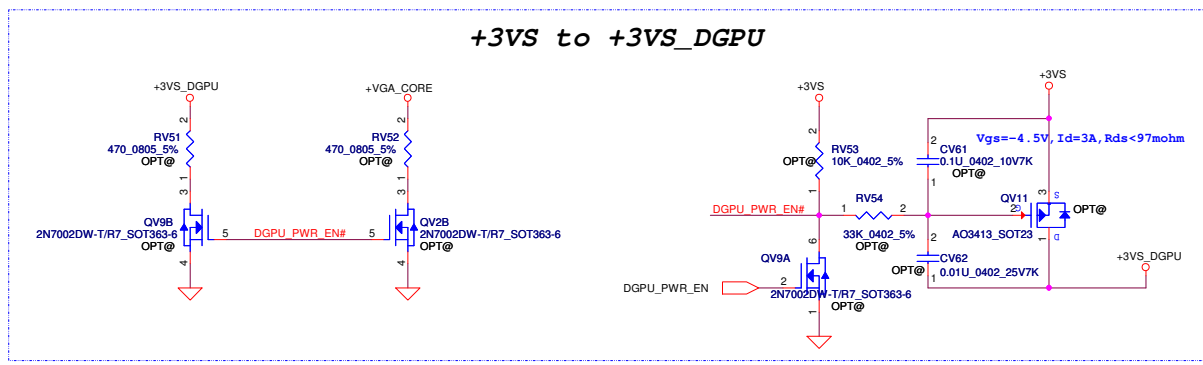 +3VS to +3VS_DGPU
+3VS_DGPU
2
RV51
470_0805_5%
OPT@
1
3
QV9B
2N7002DW-T/R7_SOT363-6
OPT@
5
4
DGPU_PWR_EN#
+VGA_CORE
2
RV52
470_0805_5%
OPT@
1
3
5
QV2B
2N7002DW-T/R7_SOT363-6
OPT@
4
+3VS
2
OPT@
RV53
10K_0402_5%
1
DGPU_PWR_EN#
1
RV54
2
33K_0402_5%
OPT@
6
QV9A
DGPU_PWR_EN
2
2N7002DW-T/R7_SOT363-6
OPT@
1
+3VS
2
CV61
0.1U_0402_10V7K
OPT@
1
Vgs=-4.5V,Id=3A,Rds<97mohm
3
S
QV11
2
G
OPT@
AO3413_SOT23
1
D
2
CV62
OPT@
0.01U_0402_25V7K
1
+3VS_DGPU